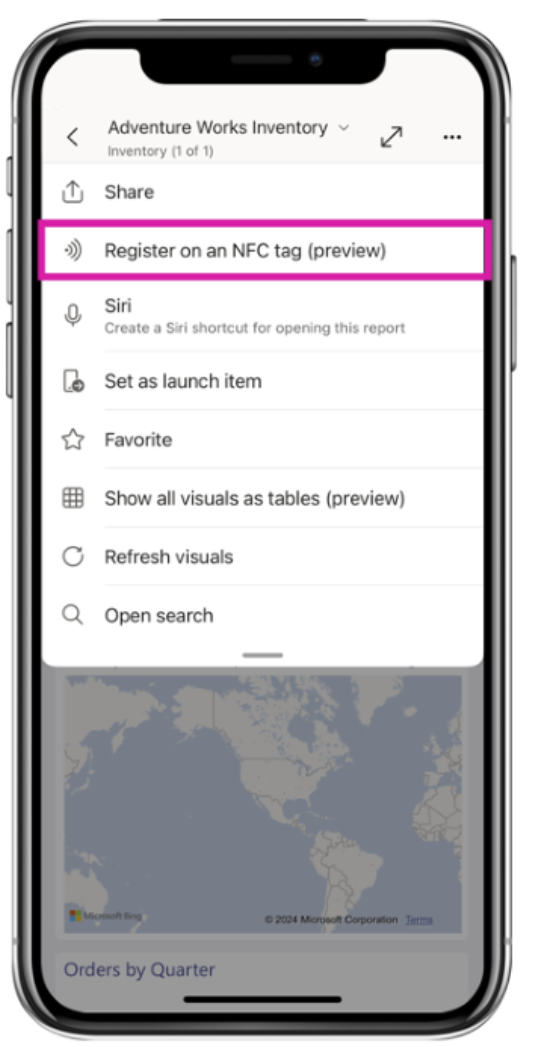 Adventure Works Inventory
Inventory (1 of 1)
Share
Register on an NFC tag (preview)
Siri
Create a Siri shortcut for opening this report
Set as launch item
Favorite
Show all visuals as tables (preview)
Refresh visuals
Open search
Microsoft Bing
© 2024 Microsoft Corporation Terms
Orders by Quarter